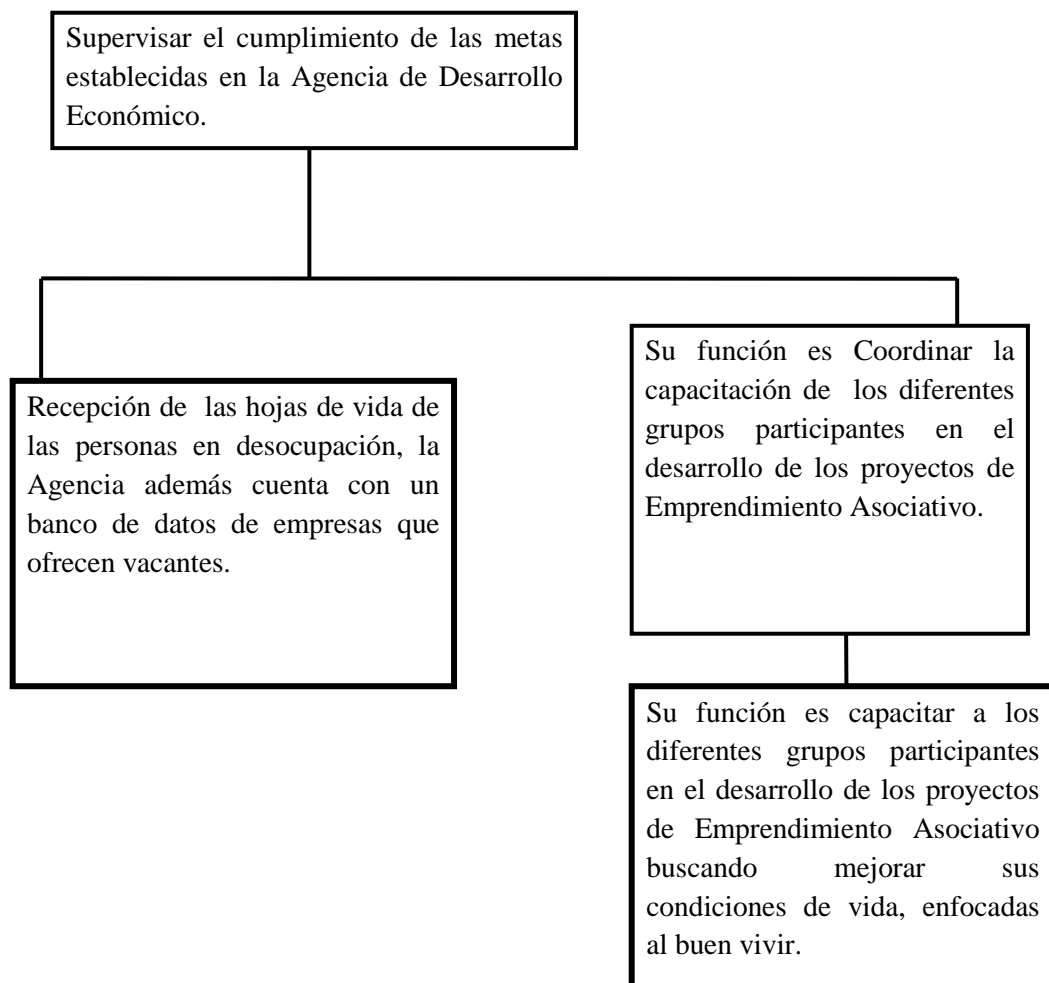 Supervisar el cumplimiento de las metas
establecidas en la Agencia de Desarrollo
Económico.
Recepción de las hojas de vida de
las personas en desocupación, la
Agencia además cuenta con un
banco de datos de empresas que
ofrecen vacantes.
Su función es Coordinar la
capacitación de los diferentes
grupos participantes en el
desarrollo de los proyectos de
Emprendimiento Asociativo.
Su función es capacitar a los
diferentes grupos participantes
en el desarrollo de los proyectos
de Emprendimiento Asociativo
buscando mejorar sus
condiciones de vida, enfocadas
al buen vivir.